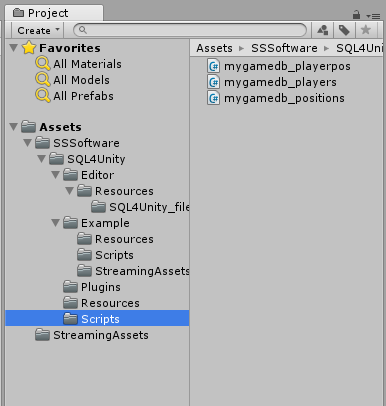 Project
Create
Favorites
All Materials
All Models
All Prefabs
Assets
SSSoftware
SQL4Unity
Editor
Resources
SQL4Unity_file
Example
Resources
Scripts
StreamingAssets
Plugins
Resources
Scripts
StreamingAssets
Assets ▸ SSSoftware ▸ SQL4Uni
mygamedb_playerpos
mygamedb_players
mygamedb_positions